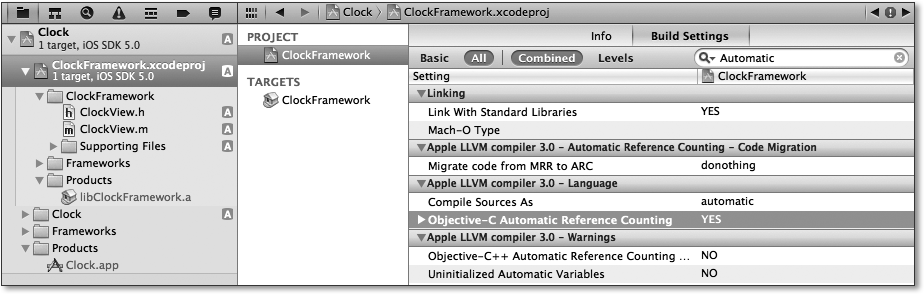 Clock
1 target, iOS SDK 5.0
A
ClockFramework.xcodeproj
1 target, iOS SDK 5.0
A
ClockFramework
ClockView.h
A
ClockView.m
A
Supporting Files
A
Frameworks
Products
libClockFramework.a
Clock
A
Frameworks
Products
Clock.app
Clock
ClockFramework.xcodeproj
PROJECT
ClockFramework
TARGETS
ClockFramework
Info
Build Settings
Basic
All
Combined
Levels
Automatic
Setting
ClockFramework
Linking
Link With Standard Libraries YES
Mach-O Type
Apple LLVM compiler 3.0 – Automatic Reference Counting – Code Migration
Migrate code from MRR to ARC donothing
Apple LLVM compiler 3.0 – Language
Compile Sources As automatic
Objective-C Automatic Reference Counting YES
Apple LLVM compiler 3.0 – Warnings
Objective-C++ Automatic Reference Counting ... NO
Uninitialized Automatic Variables NO